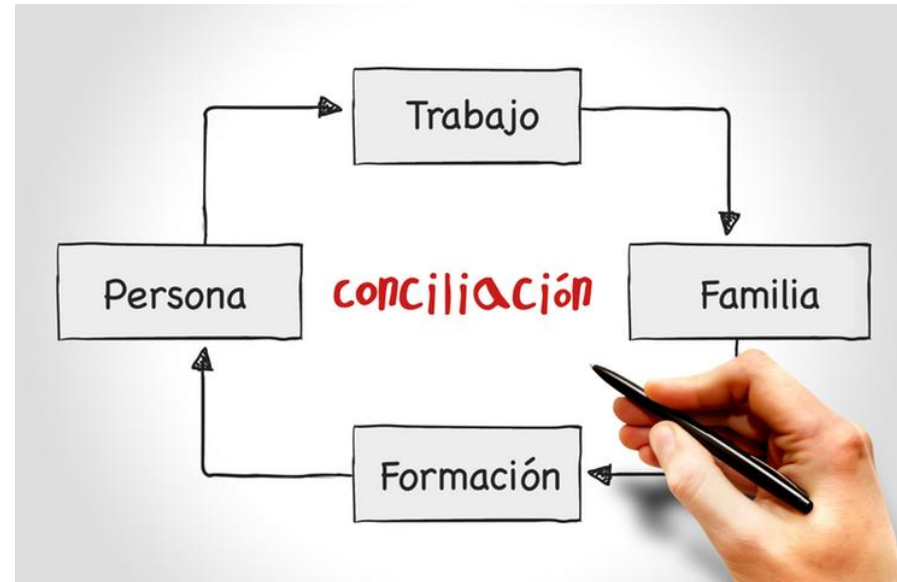 Trabajo
Persona
conciliación
Familia
Formación